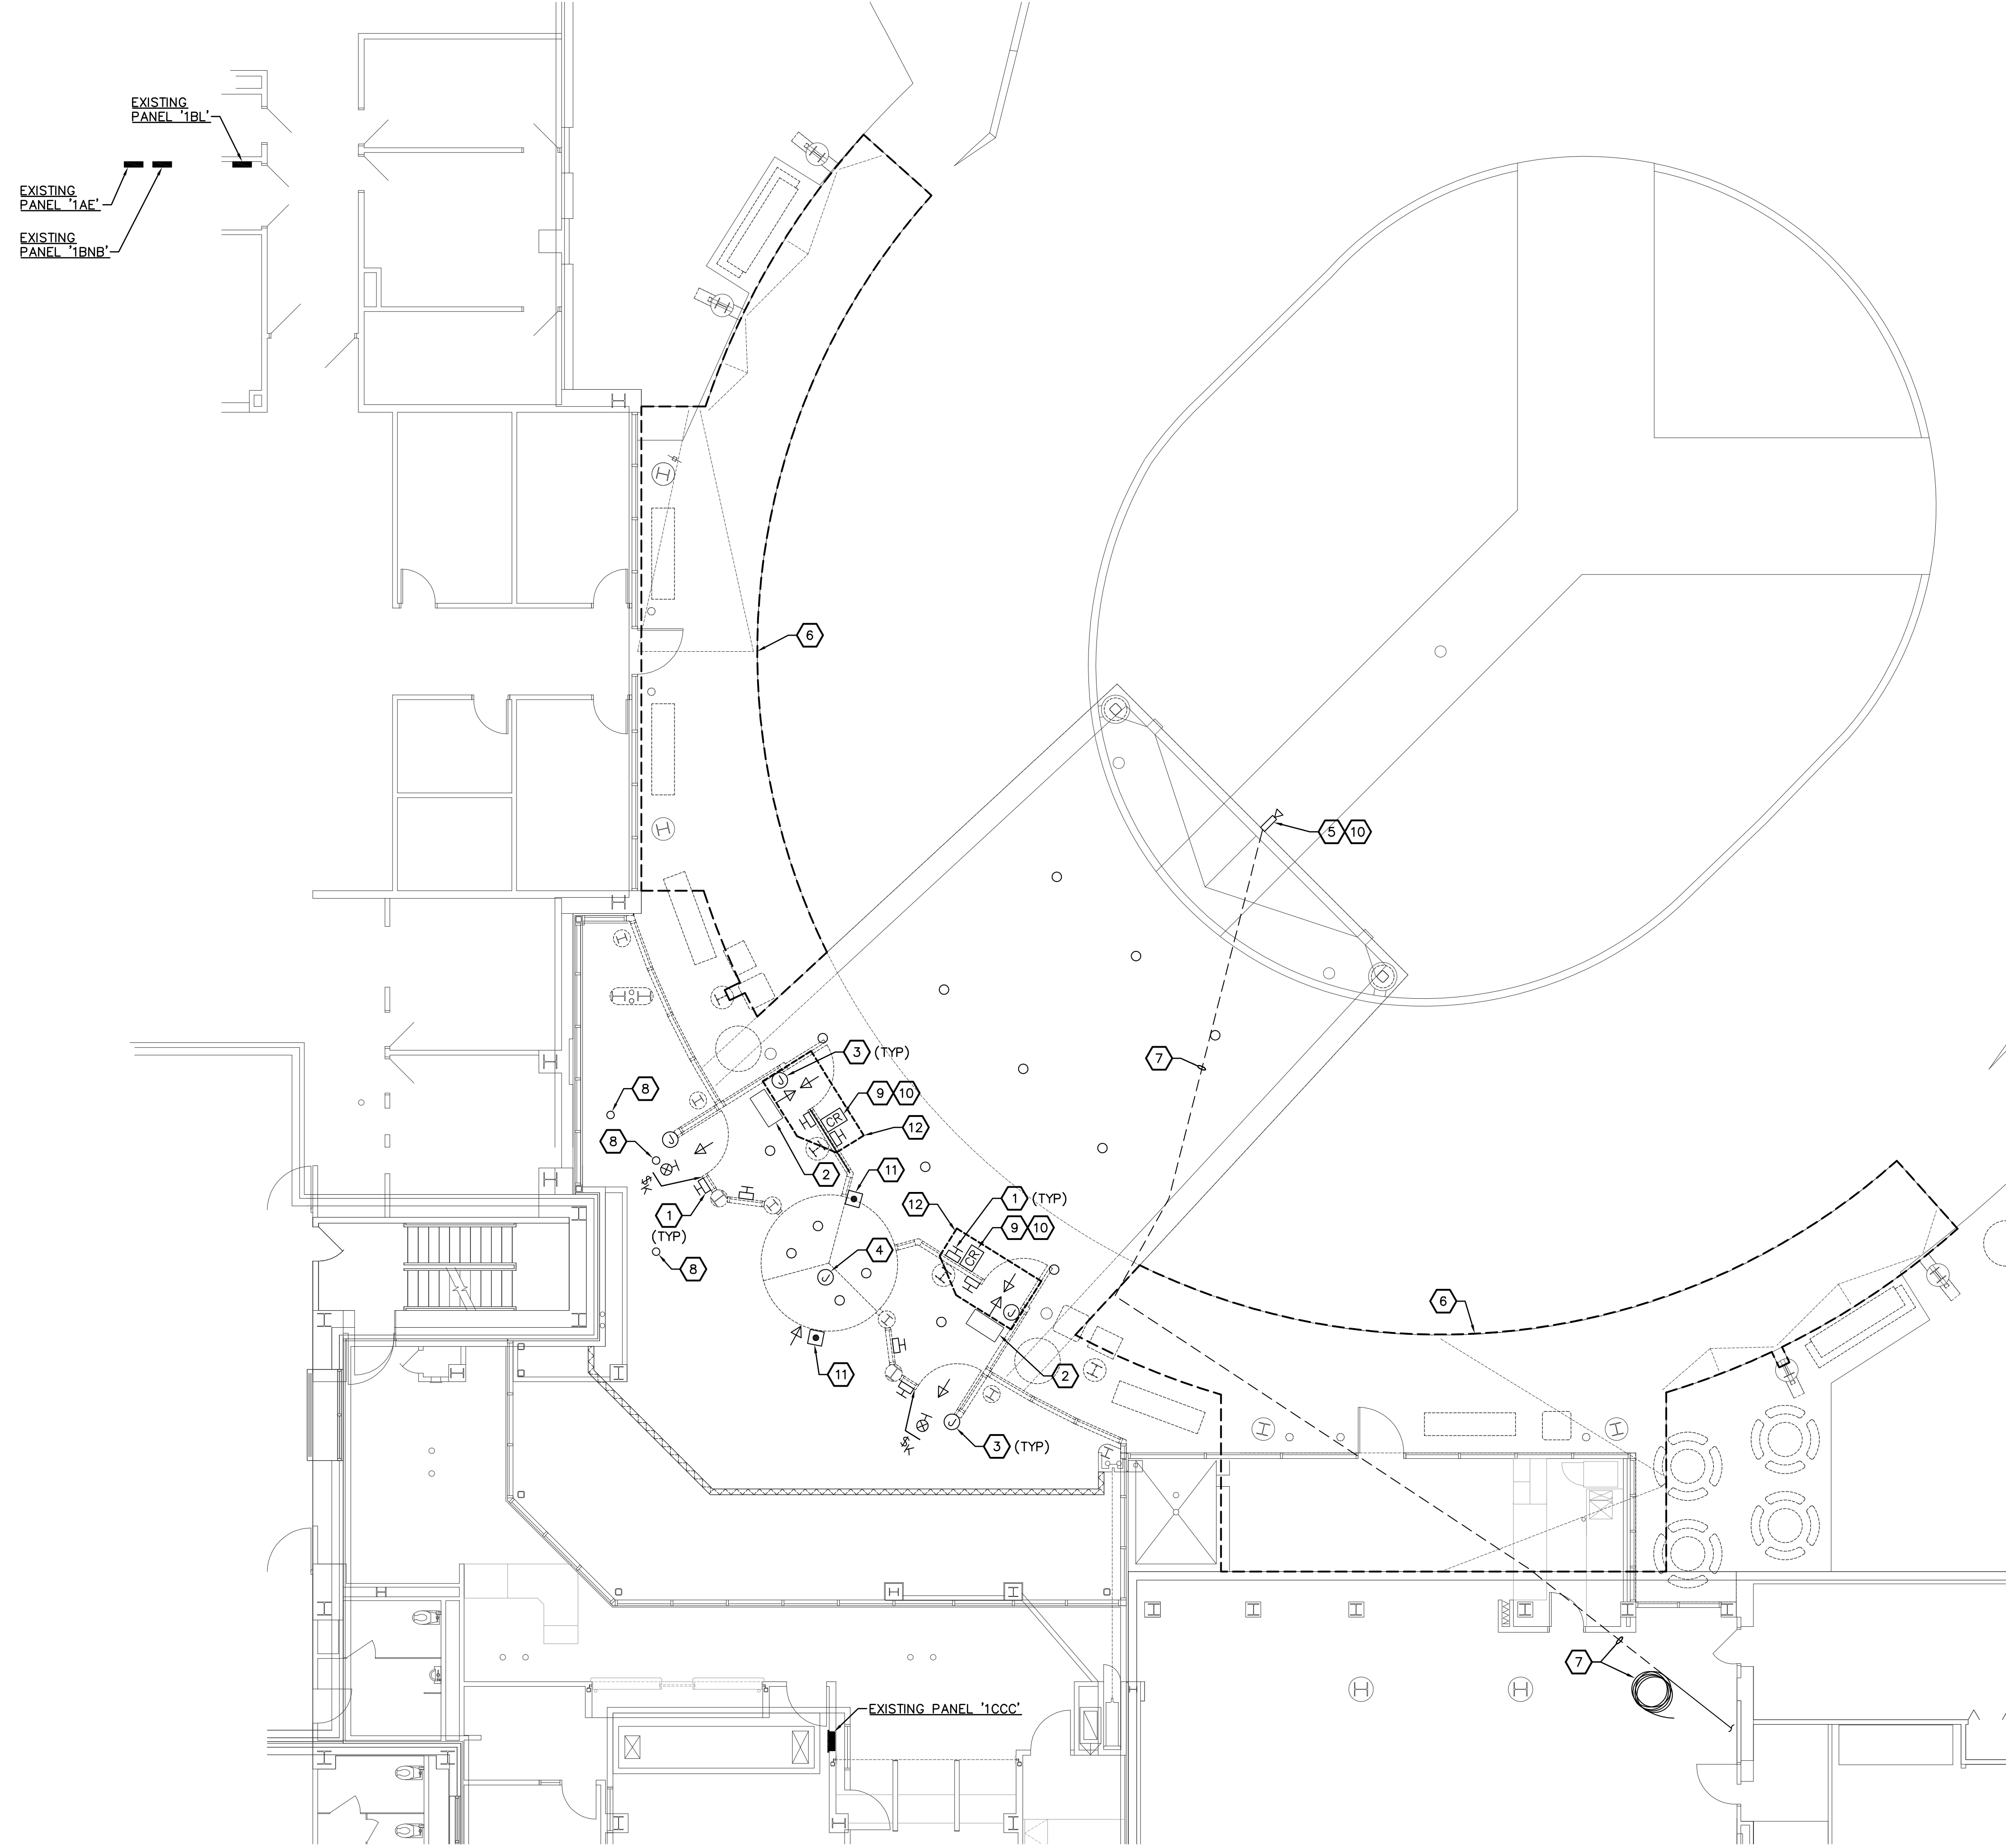 EXISTING
PANEL '1BL'
EXISTING
PANEL '1AE'
EXISTING
PANEL '1BNB'
6
5 10
7
3 (TYP)
8
9 10
12
8
2
11
1
(TYP)
12
1 (TYP)
9 10
8
4
6
11
2
3 (TYP)
7
EXISTING PANEL '1CCC'
J
CR
J
$K
CR
J
J
J
$K